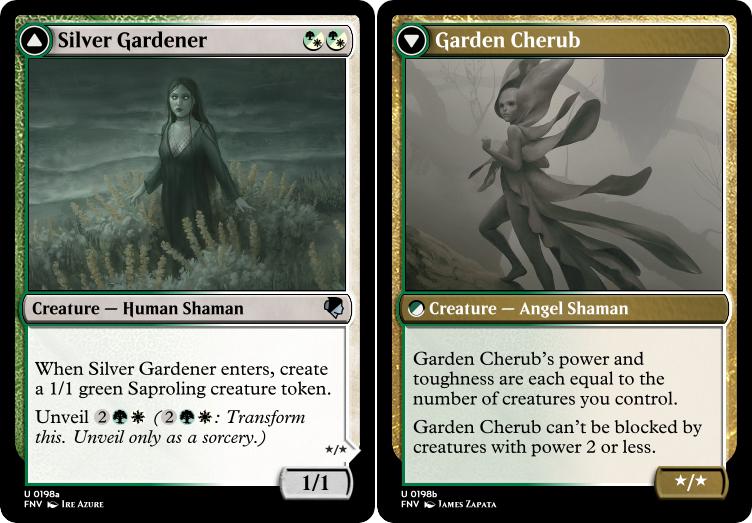 Silver Gardener
Creature — Human Shaman
When Silver Gardener enters, create
a 1/1 green Saproling creature token.
Unveil 2 (2: Transform
this. Unveil only as a sorcery.)
*/*
1/1
U 0198a
FNV Ire Azure
Garden Cherub
Creature — Angel Shaman
Garden Cherub's power and
toughness are each equal to the
number of creatures you control.
Garden Cherub can't be blocked by
creatures with power 2 or less.
*/*
U 0198b
FNV James Zapata